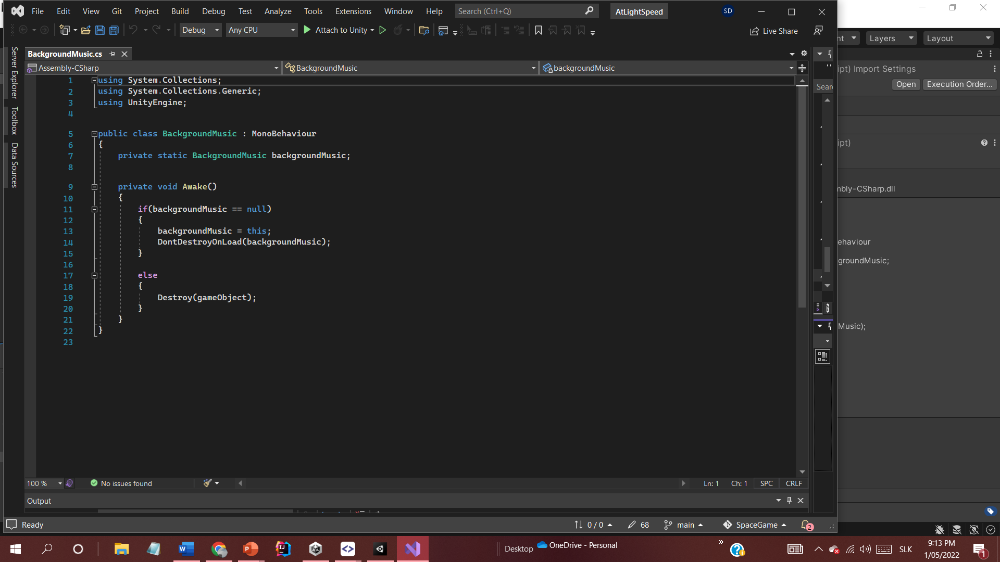 File Edit View Git Project Build Debug Test Analyze Tools Extensions Window Help Search (Ctrl+Q) AtLightSpeed SD
Debug Any CPU Attach to Unity Live Share
Layers Layout
BackgroundMusic.cs
Assembly-CSharp BackgroundMusic backgroundMusic
Import Settings
Open Execution Order...
Server Explorer
Toolbox
Data Sources
1 using System.Collections;
2 using System.Collections.Generic;
3 using UnityEngine;
4
5 public class BackgroundMusic : MonoBehaviour
6 {
7 private static BackgroundMusic backgroundMusic;
8
9 private void Awake()
10 {
11 if(backgroundMusic == null)
12 {
13 backgroundMusic = this;
14 DontDestroyOnLoad(backgroundMusic);
15 }
16
17 else
18 {
19 Destroy(gameObject);
20 }
21 }
22 }
23
mbly-CSharp.dll
ehaviour
groundMusic;
Music);
100 % No issues found Ln: 1 Ch: 1 SPC CRLF
Output
Ready 0 / 0 68 main SpaceGame 2
Desktop OneDrive - Personal SLK 9:13 PM
1/05/2022 1